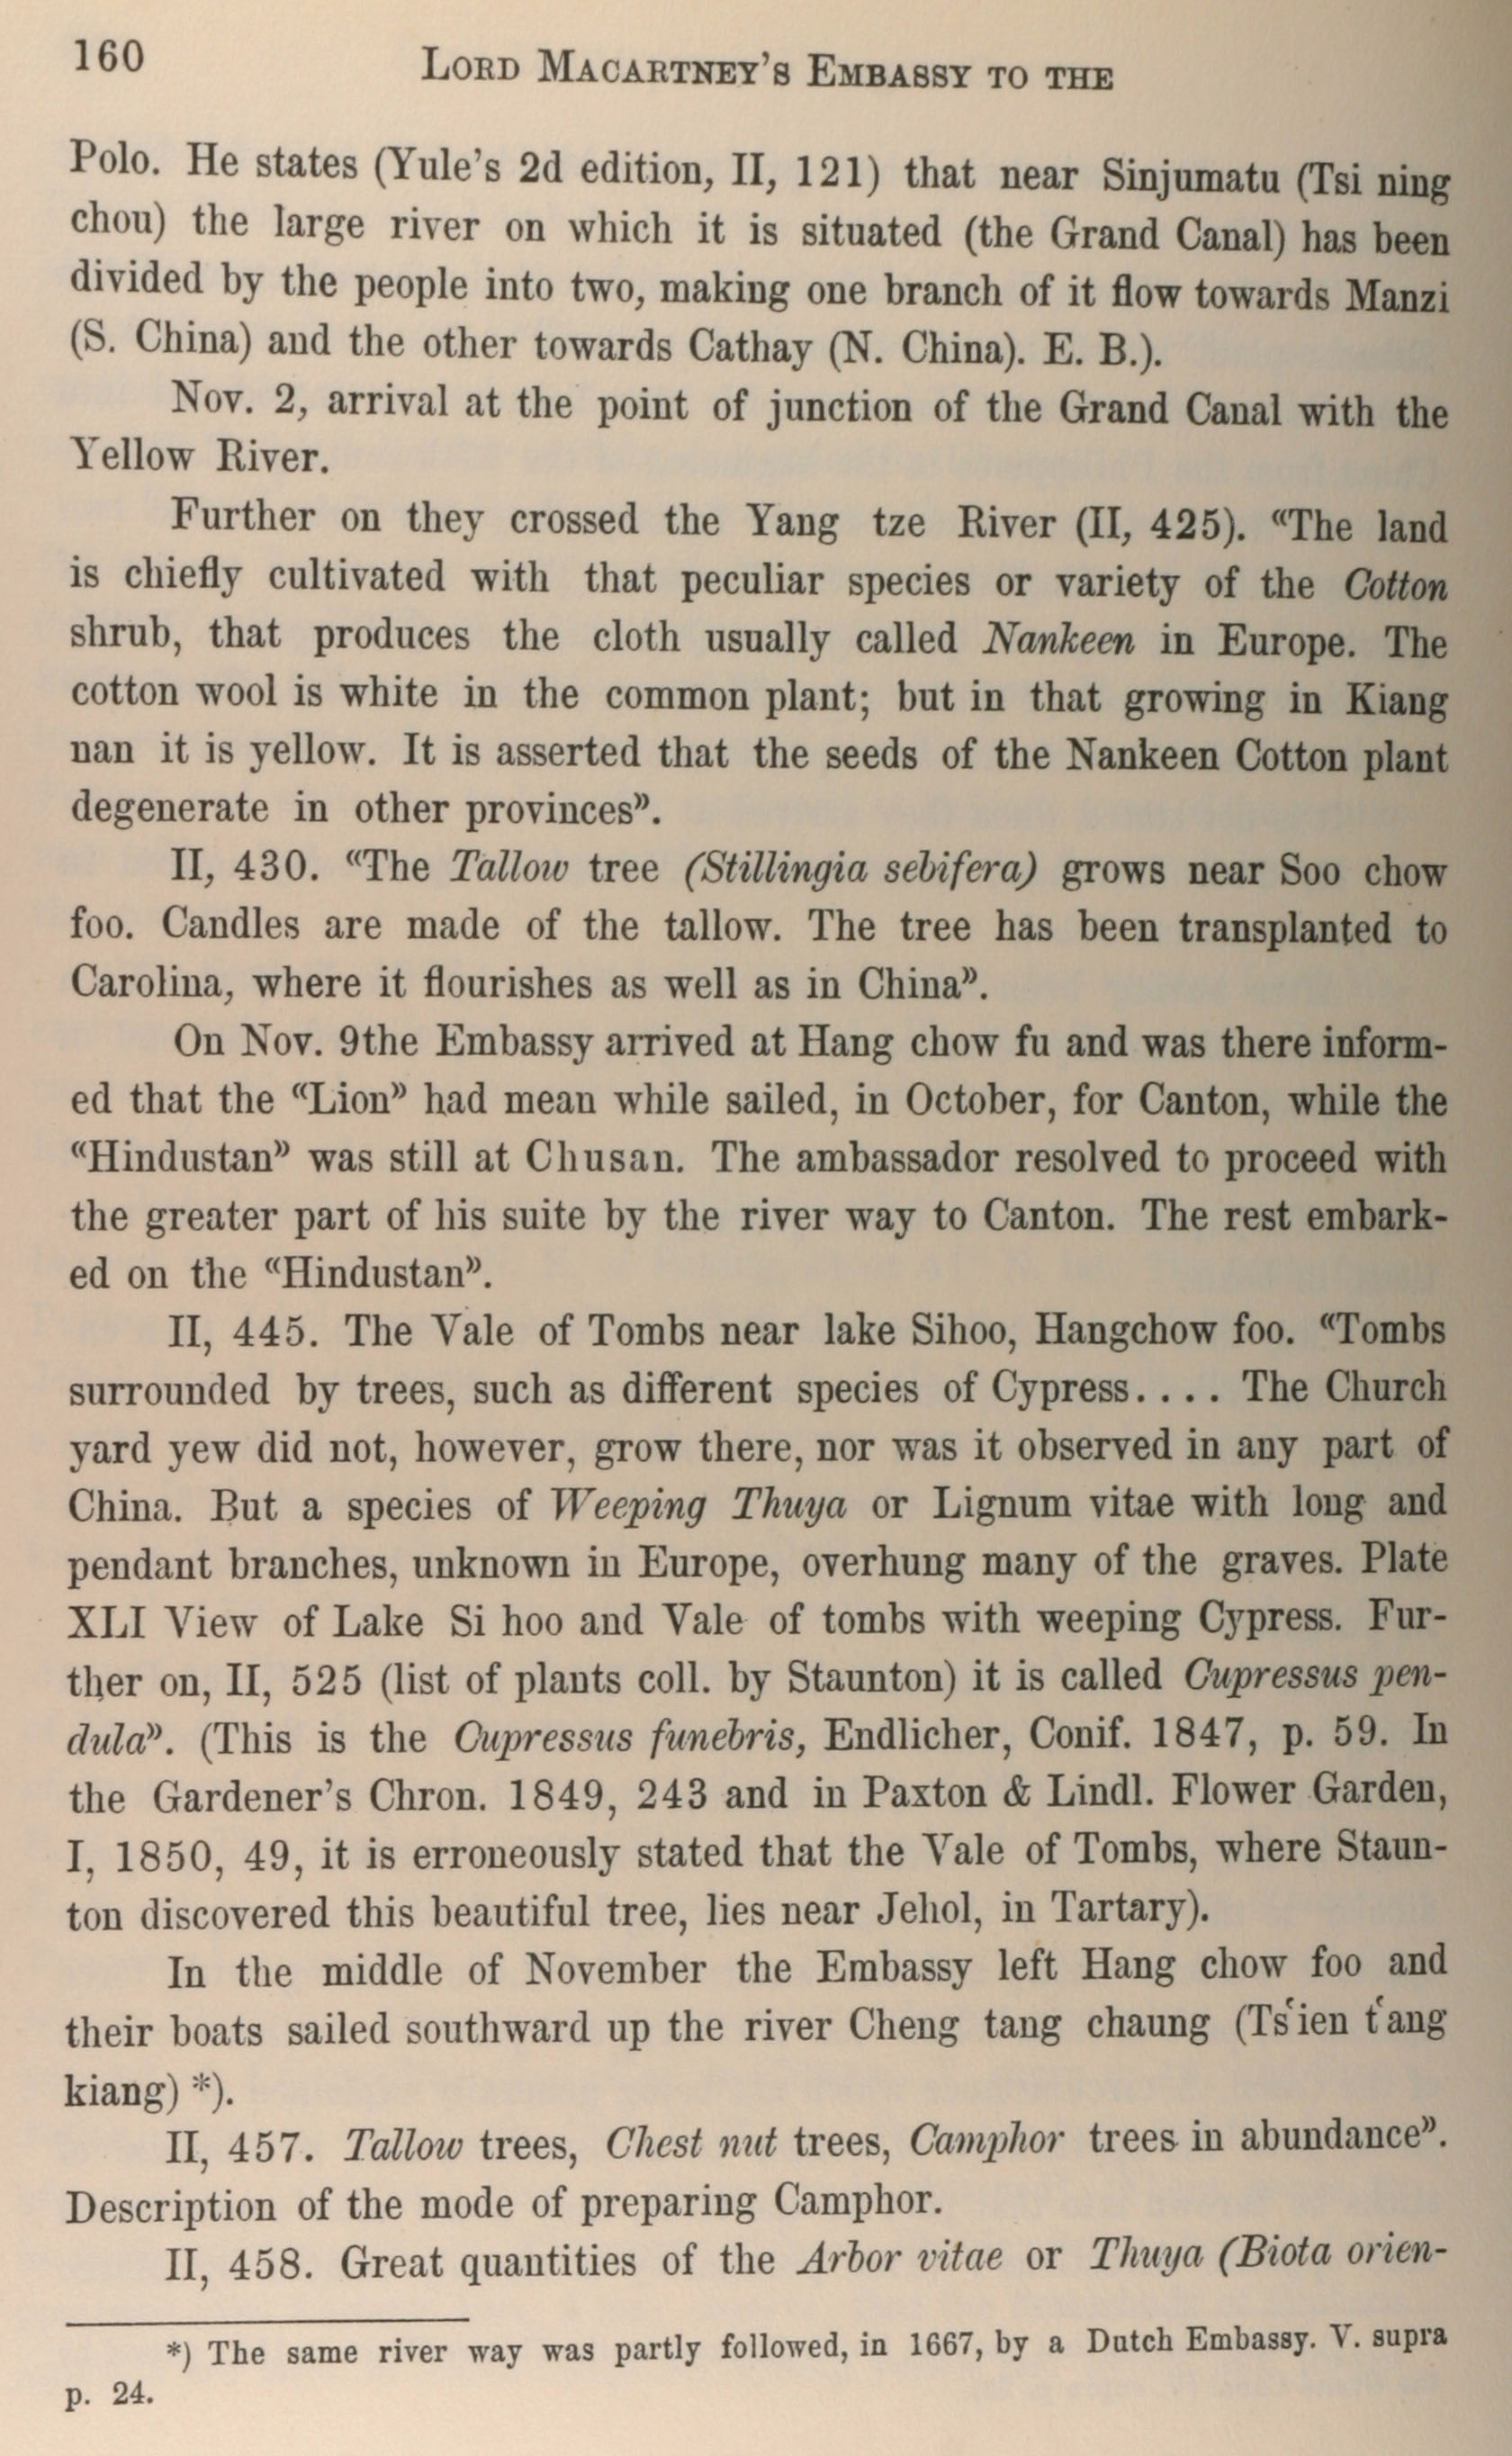 160
LORD MACARTNEY'S EMBASSY TO THE
Polo. He states (Yule's 2d edition, II, 121) that near Sinjumatu (Tsi ning
chou) the large river on which it is situated (the Grand Canal) has been
divided by the people into two, making one branch of it flow towards Manzi
(S. China) and the other towards Cathay (N. China). E. B.).
Nov. 2, arrival at the point of junction of the Grand Canal with the
Yellow River.
Further on they crossed the Yang tze River (II, 425). «The land
is chiefly cultivated with that peculiar species or variety of the Cotton
shrub, that produces the cloth usually called Nankeen in Europe. The
cotton wool is white in the common plant; but in that growing in Kiang
nan it is yellow. It is asserted that the seeds of the Nankeen Cotton plant
degenerate in other provinces».
II, 430. «The Tallow tree (Stillingia sebifera) grows near Soo chow
foo. Candles are made of the tallow. The tree has been transplanted to
Carolina, where it flourishes as well as in China».
On Nov. 9the Embassy arrived at Hang chow fu and was there inform-
ed that the «Lion» had mean while sailed, in October, for Canton, while the
«Hindustan» was still at Chusan. The ambassador resolved to proceed with
the greater part of his suite by the river way to Canton. The rest embark-
ed on the «Hindustan».
II, 445. The Vale of Tombs near lake Sihoo, Hangchow foo. «Tombs
surrounded by trees, such as different species of Cypress.... The Church
yard yew did not, however, grow there, nor was it observed in any part of
China. But a species of Weeping Thuya or Lignum vitae with long and
pendant branches, unknown in Europe, overhung many of the graves. Plate
XLI View of Lake Si hoo and Vale of tombs with weeping Cypress. Fur-
ther on, II, 525 (list of plants coll. by Staunton) it is called Cupressus pen-
dula». (This is the Cupressus funebris, Endlicher, Conif. 1847, p. 59. In
the Gardener's Chron. 1849, 243 and in Paxton & Lindl. Flower Garden,
I, 1850, 49, it is erroneously stated that the Vale of Tombs, where Staun-
ton discovered this beautiful tree, lies near Jehol, in Tartary).
In the middle of November the Embassy left Hang chow foo and
their boats sailed southward up the river Cheng tang chaung (Ts‘ien t‘ang
kiang) *).
II, 457. Tallow trees, Chest nut trees, Camphor trees in abundance».
Description of the mode of preparing Camphor.
II, 458. Great quantities of the Arbor vitae or Thuya (Biota orien-
*) The same river way was partly followed, in 1667, by a Dutch Embassy. V. supra
p. 24.